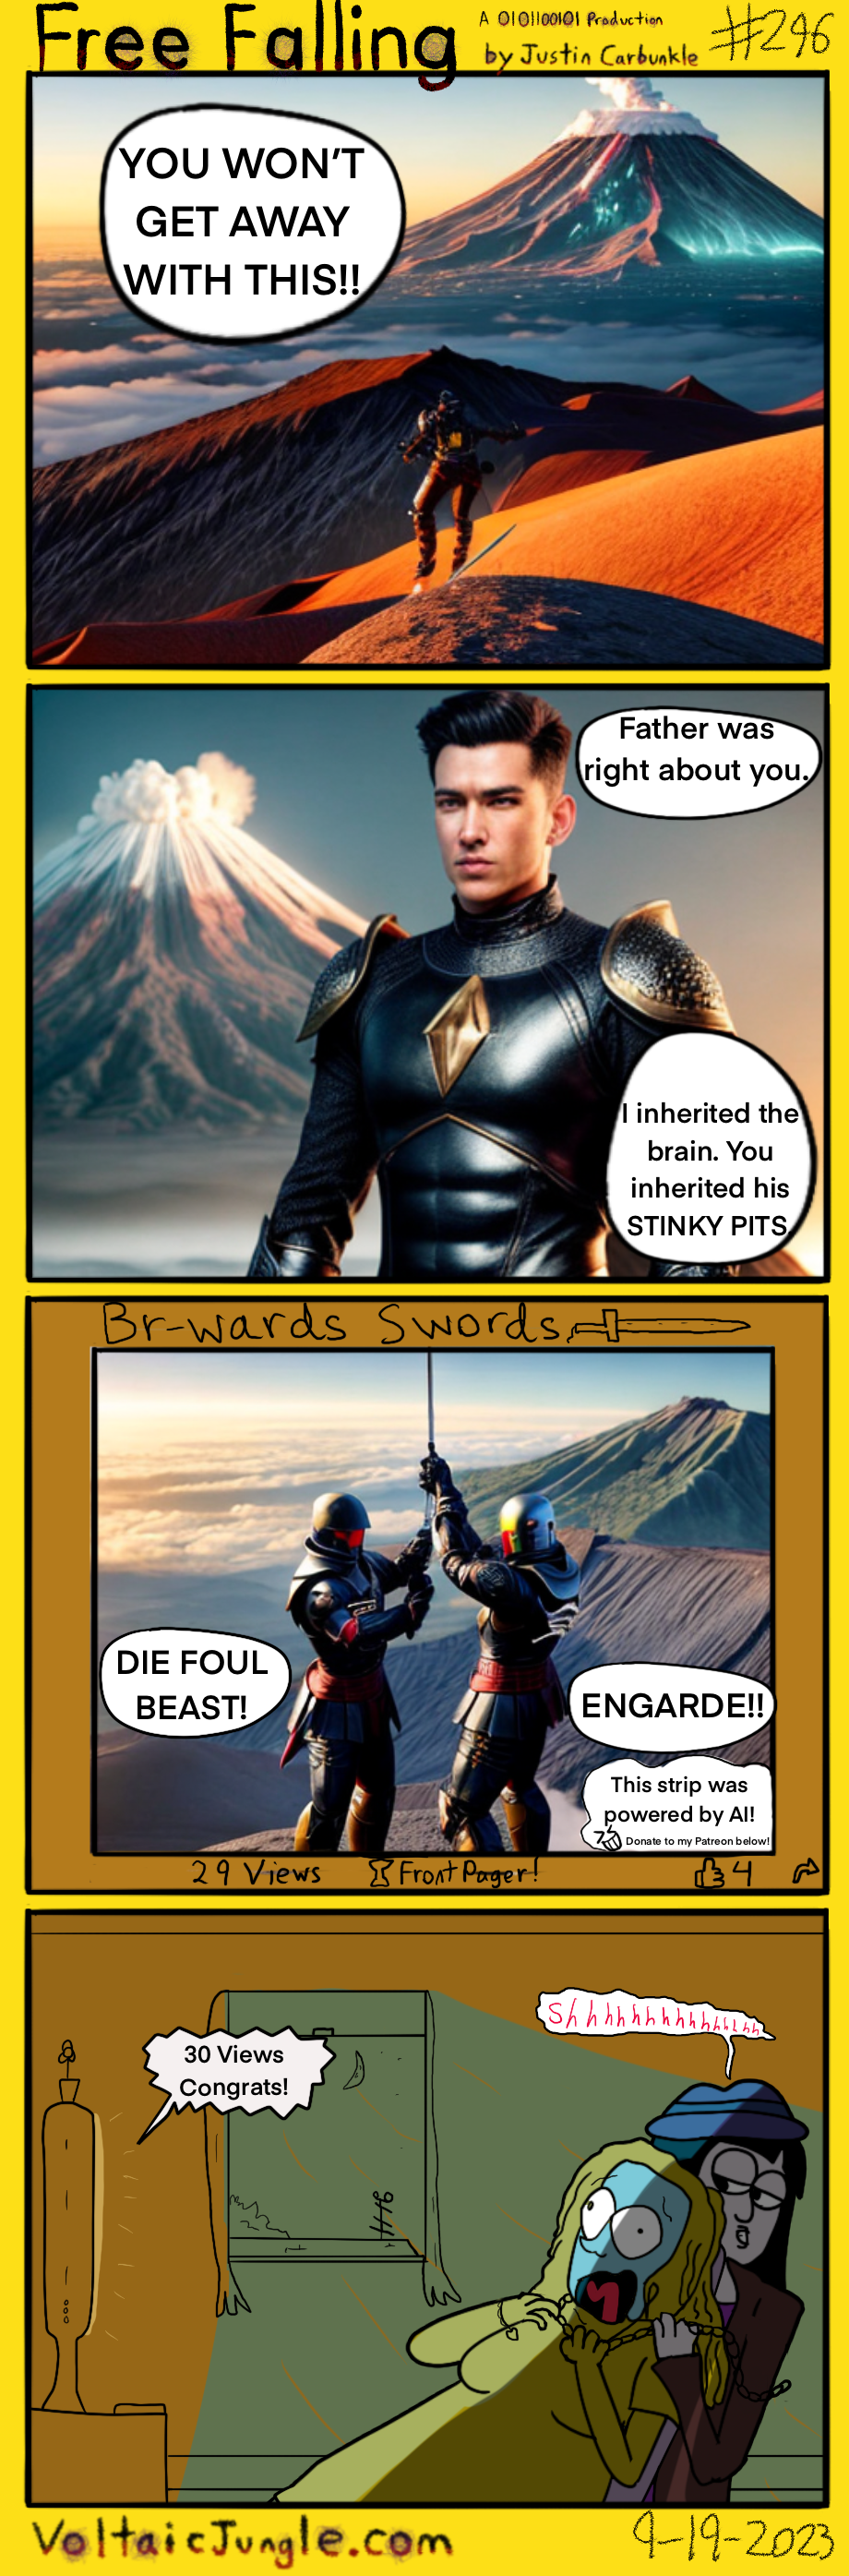 Free Falling
A 0101100101 Production
by Justin Carbunkle
#296
YOU WON'T
GET AWAY
WITH THIS!!
Father was
right about you.
I inherited the
brain. You
inherited his
STINKY PITS.
Br-wards Swords
DIE FOUL
BEAST!
ENGARDE!!
This strip was
powered by AI!
Donate to my Patreon below!
29 Views
Front Pager!
4
30 Views
Congrats!
Shhhhhhhhhhhhhhh
VoltaicJungle.com
9-19-2023